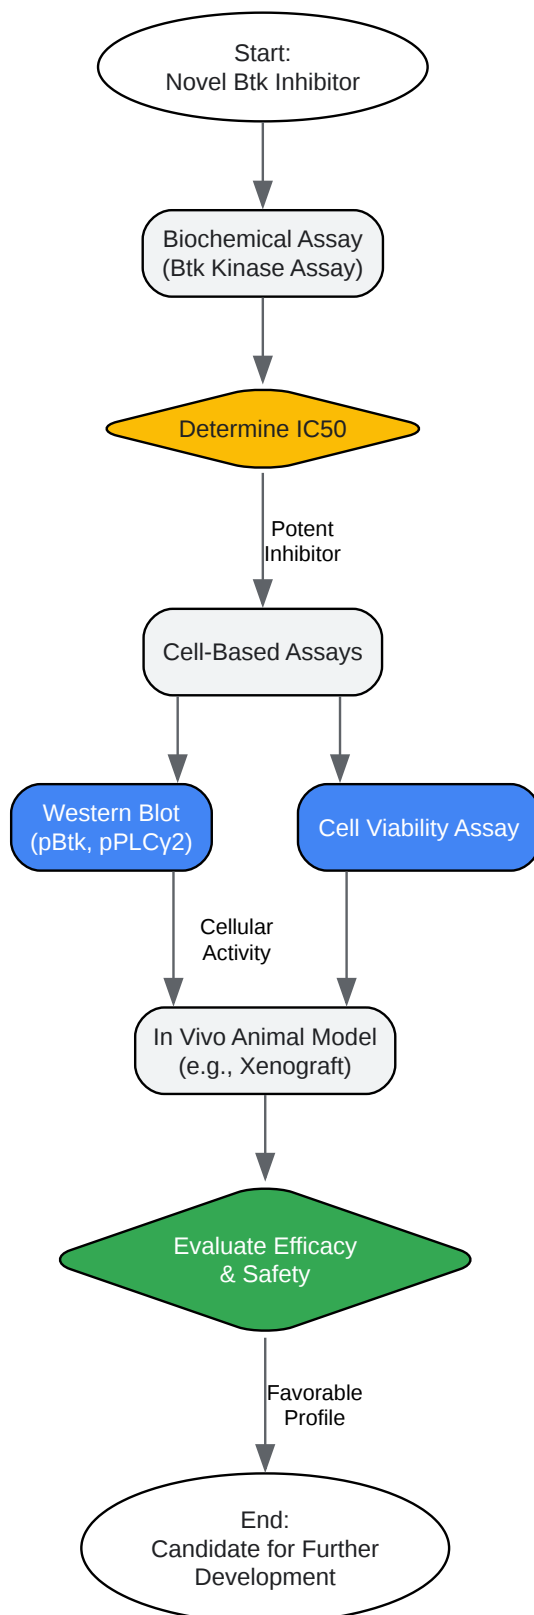 Start:
Novel Btk Inhibitor
Biochemical Assay
(Btk Kinase Assay)
Determine IC50
Potent
Inhibitor
Cell-Based Assays
Western Blot
(pBtk, pPLCγ2)
Cell Viability Assay
Cellular
Activity
In Vivo Animal Model
(e.g., Xenograft)
Evaluate Efficacy
& Safety
Favorable
Profile
End:
Candidate for Further
Development